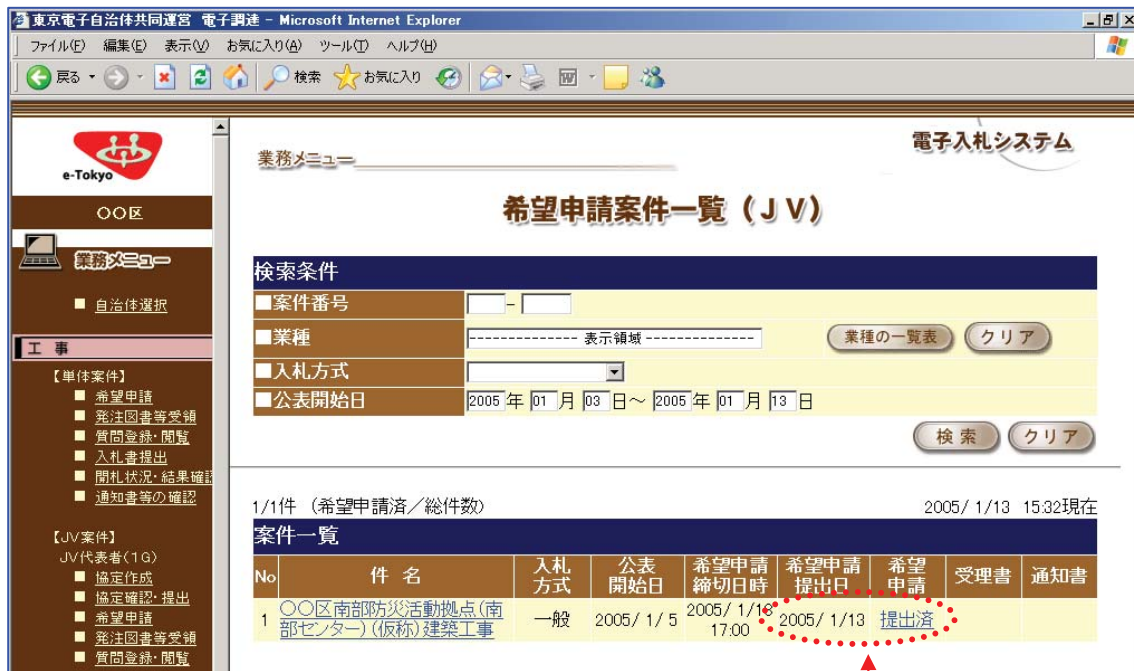 東京電子自治体共同運営 電子調達 - Microsoft Internet Explorer
ファイル(F) 編集(E) 表示(V) お気に入り(A) ツール(T) ヘルプ(H)
戻る 検索 お気に入り
e-Tokyo
〇〇区
業務メニュー
■ 自治体選択
工 事
【単体案件】
■ 希望申請
■ 発注図書等受領
■ 質問登録・閲覧
■ 入札書提出
■ 開札状況・結果確認
■ 通知書等の確認
【JV案件】
JV代表者(1G)
■ 協定作成
■ 協定確認・提出
■ 希望申請
■ 発注図書等受領
■ 質問登録・閲覧
電子入札システム
業務メニュー
希望申請案件一覧(JV)
検索条件
■案件番号 -
■業種 -------------- 表示領域 -------------- 業種の一覧表 クリア
■入札方式
■公表開始日 2005 年 01 月 03 日~ 2005 年 01 月 13 日
検索 クリア
1/1件 (希望申請済/総件数) 2005/ 1/13 15:32現在
案件一覧
No 件 名 入札方式 公表開始日 希望申請締切日時 希望申請提出日 希望申請 受理書 通知書
1 〇〇区南部防災活動拠点(南部センター)(仮称)建築工事 一般 2005/ 1/ 5 17:00 2005/ 1/13 提出済